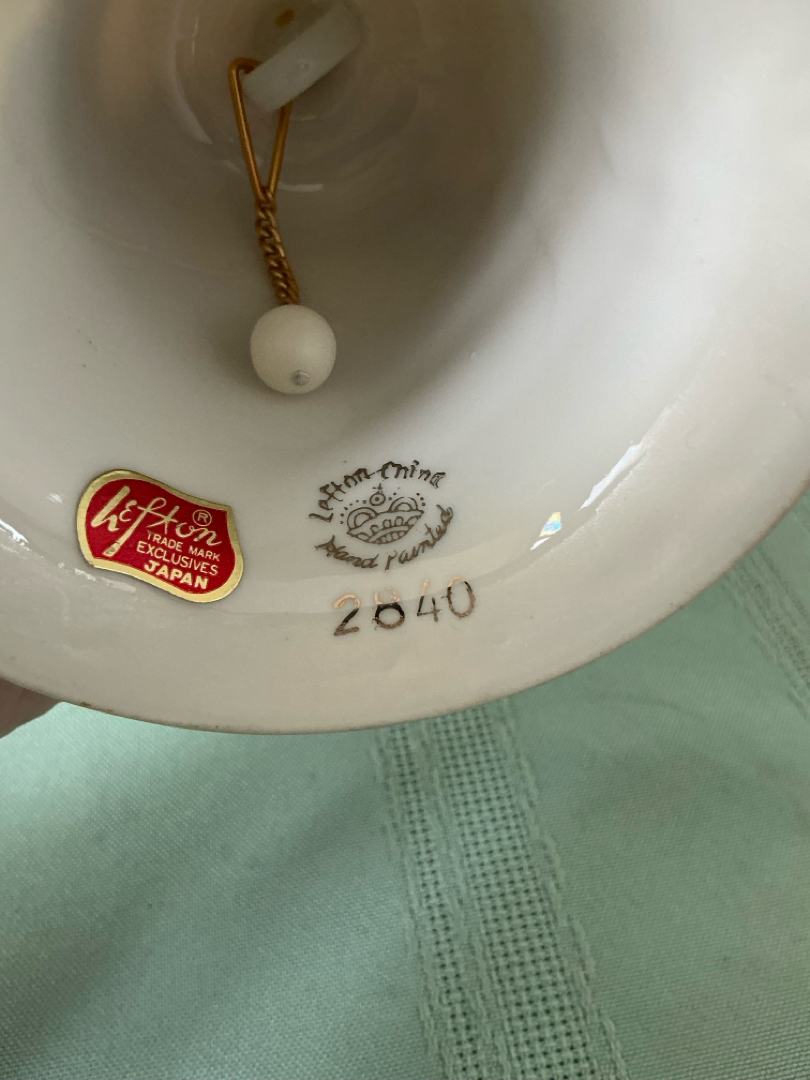 Lefton ®
TRADE MARK
EXCLUSIVES
JAPAN
Lefton China
Hand Painted
2840